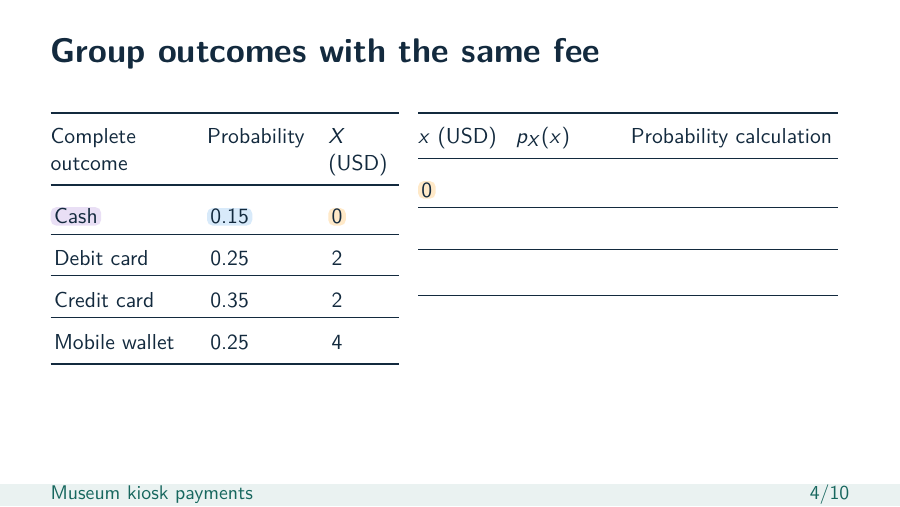 Group outcomes with the same fee
Complete outcome Probability X (USD)
Cash 0.15 0
Debit card 0.25 2
Credit card 0.35 2
Mobile wallet 0.25 4
x (USD) pX(x) Probability calculation
0
Museum kiosk payments 4/10